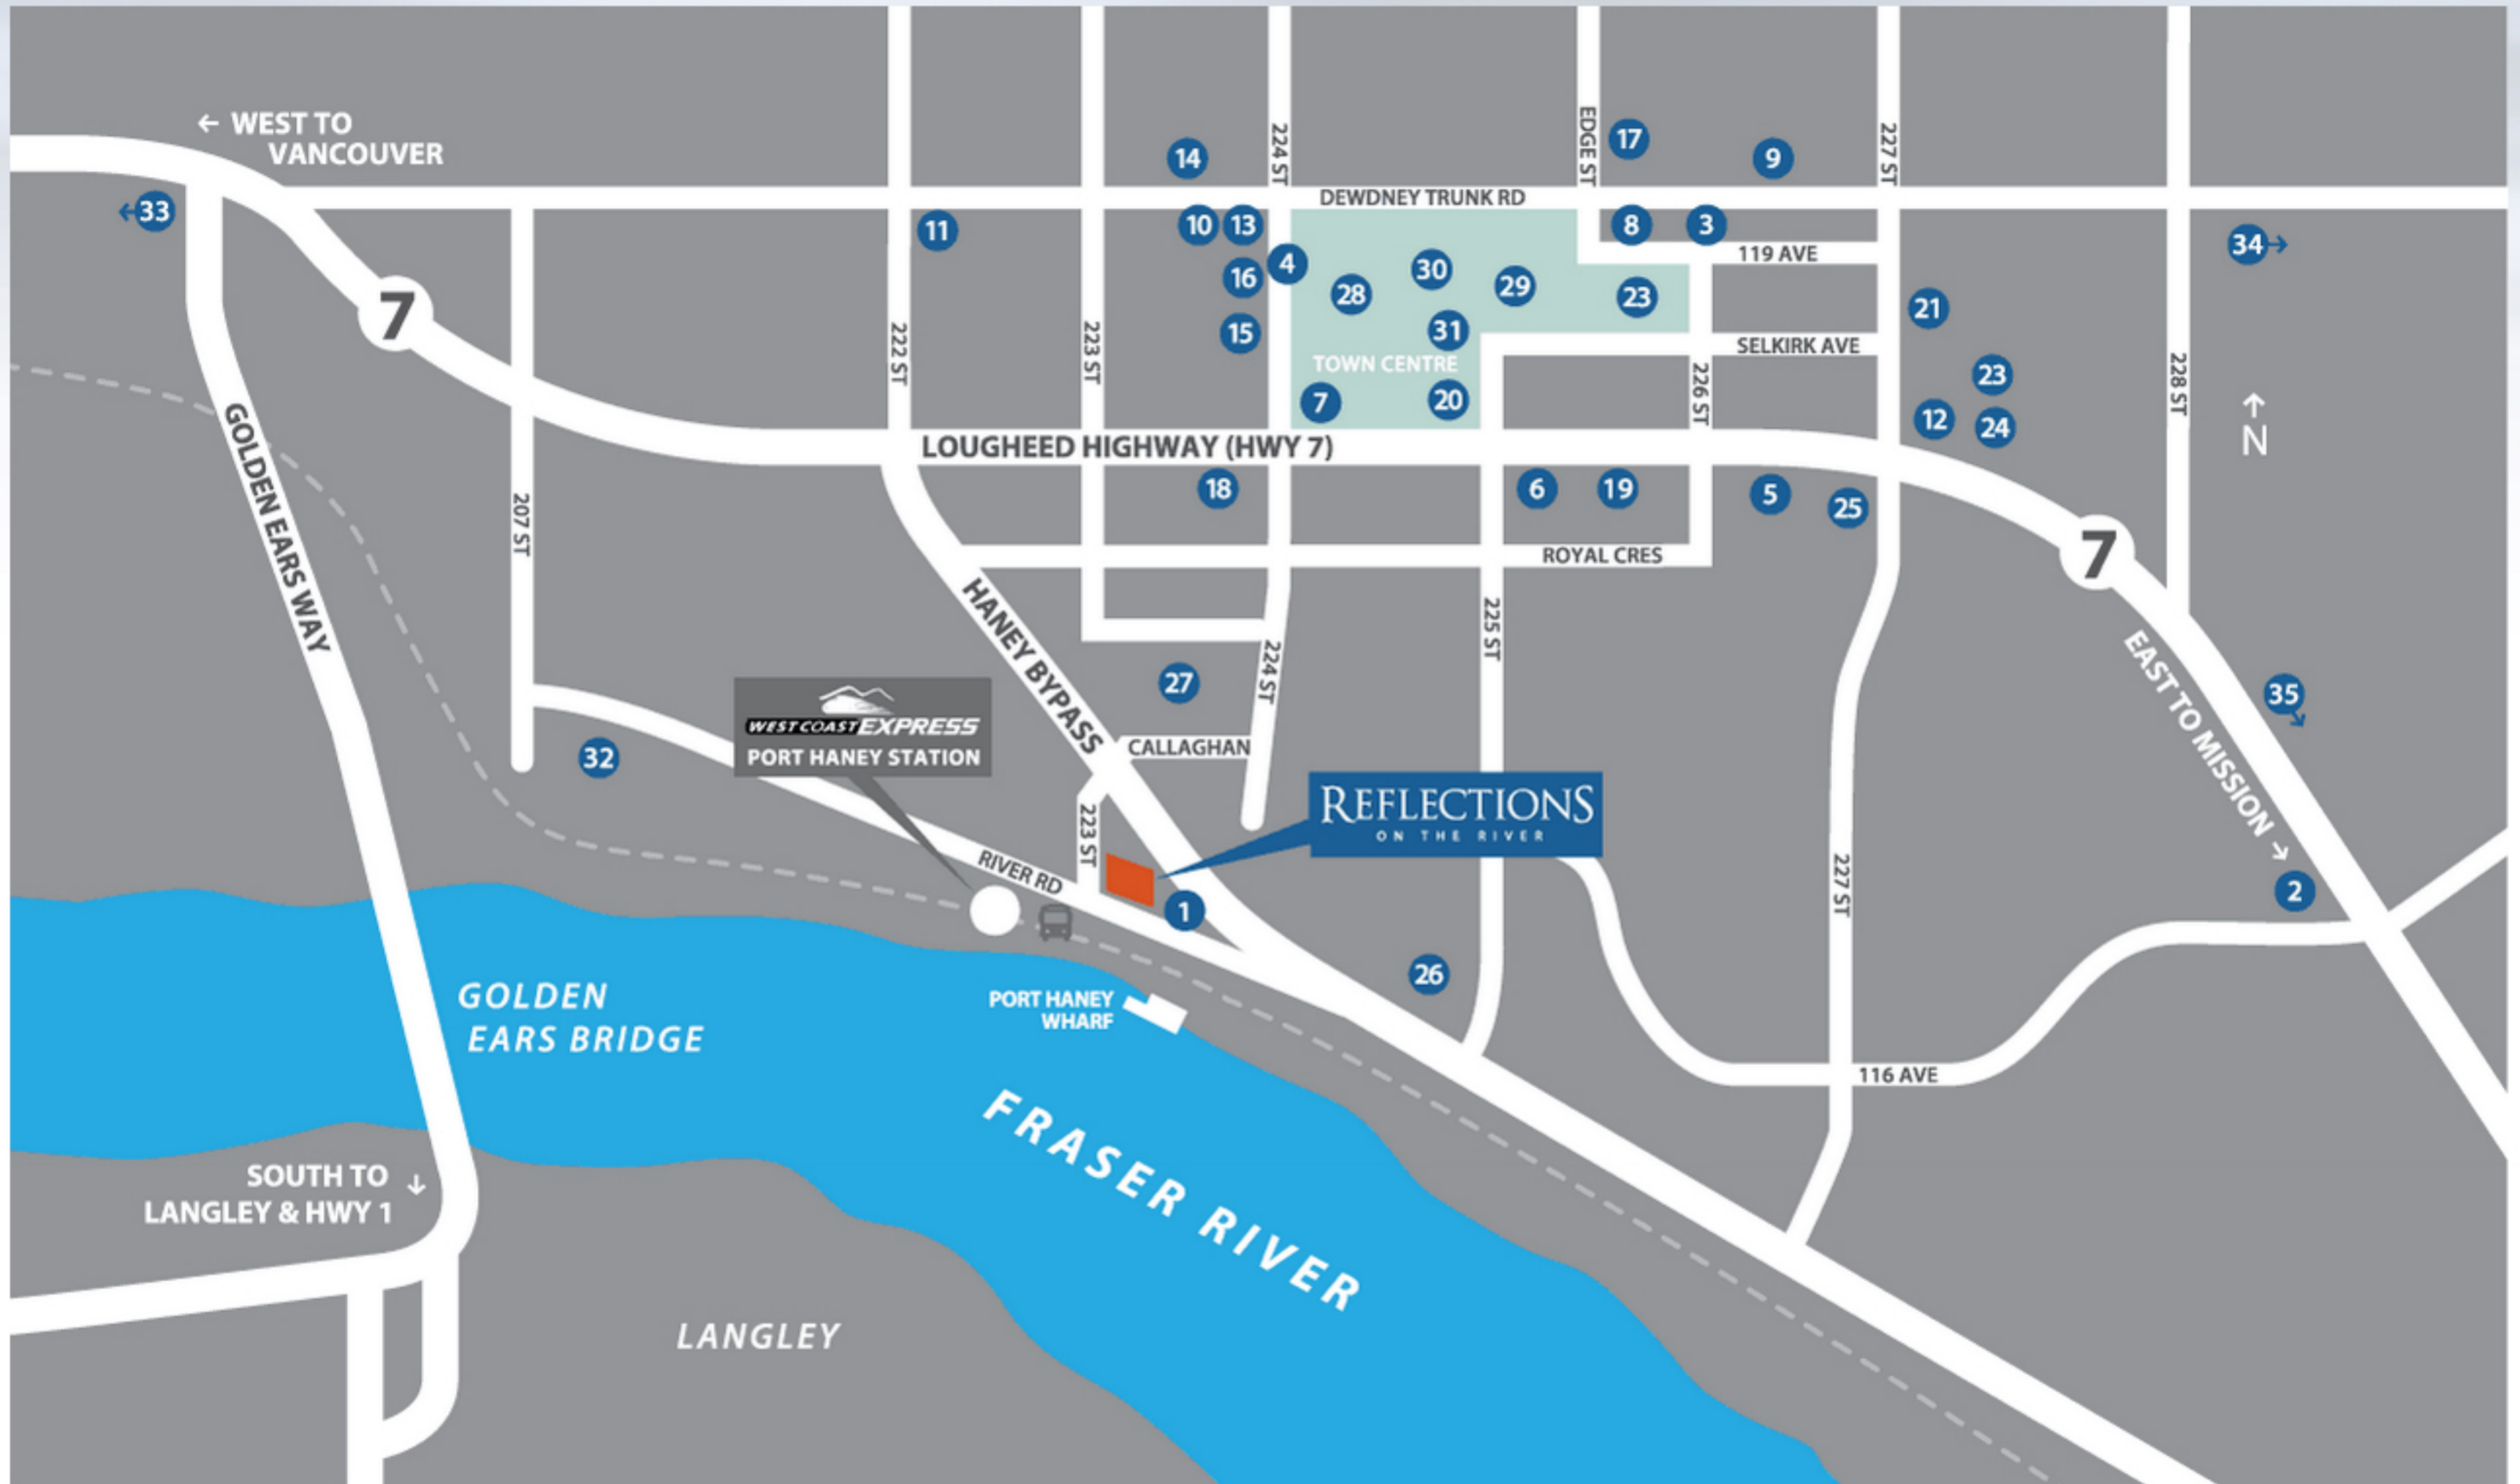 ← WEST TO
VANCOUVER
14
224 ST
EDGE ST
17
9
227 ST
DEWDNEY TRUNK RD
←33
11
10
13
8
3
34→
119 AVE
4
16
28
30
29
23
21
7
15
31
TOWN CENTRE
SELKIRK AVE
222 ST
223 ST
226 ST
228 ST
23
7
20
12
24
↑
N
GOLDEN EARS WAY
LOUGHEED HIGHWAY (HWY 7)
18
6
19
5
25
207 ST
ROYAL CRES
7
HANEY BYPASS
225 ST
224 ST
27
EAST TO MISSION →
35
WEST COAST EXPRESS
PORT HANEY STATION
CALLAGHAN
32
REFLECTIONS
ON THE RIVER
223 ST
RIVER RD
227 ST
1
2
26
GOLDEN
EARS BRIDGE
PORT HANEY
WHARF
116 AVE
FRASER RIVER
SOUTH TO ↓
LANGLEY & HWY 1
LANGLEY